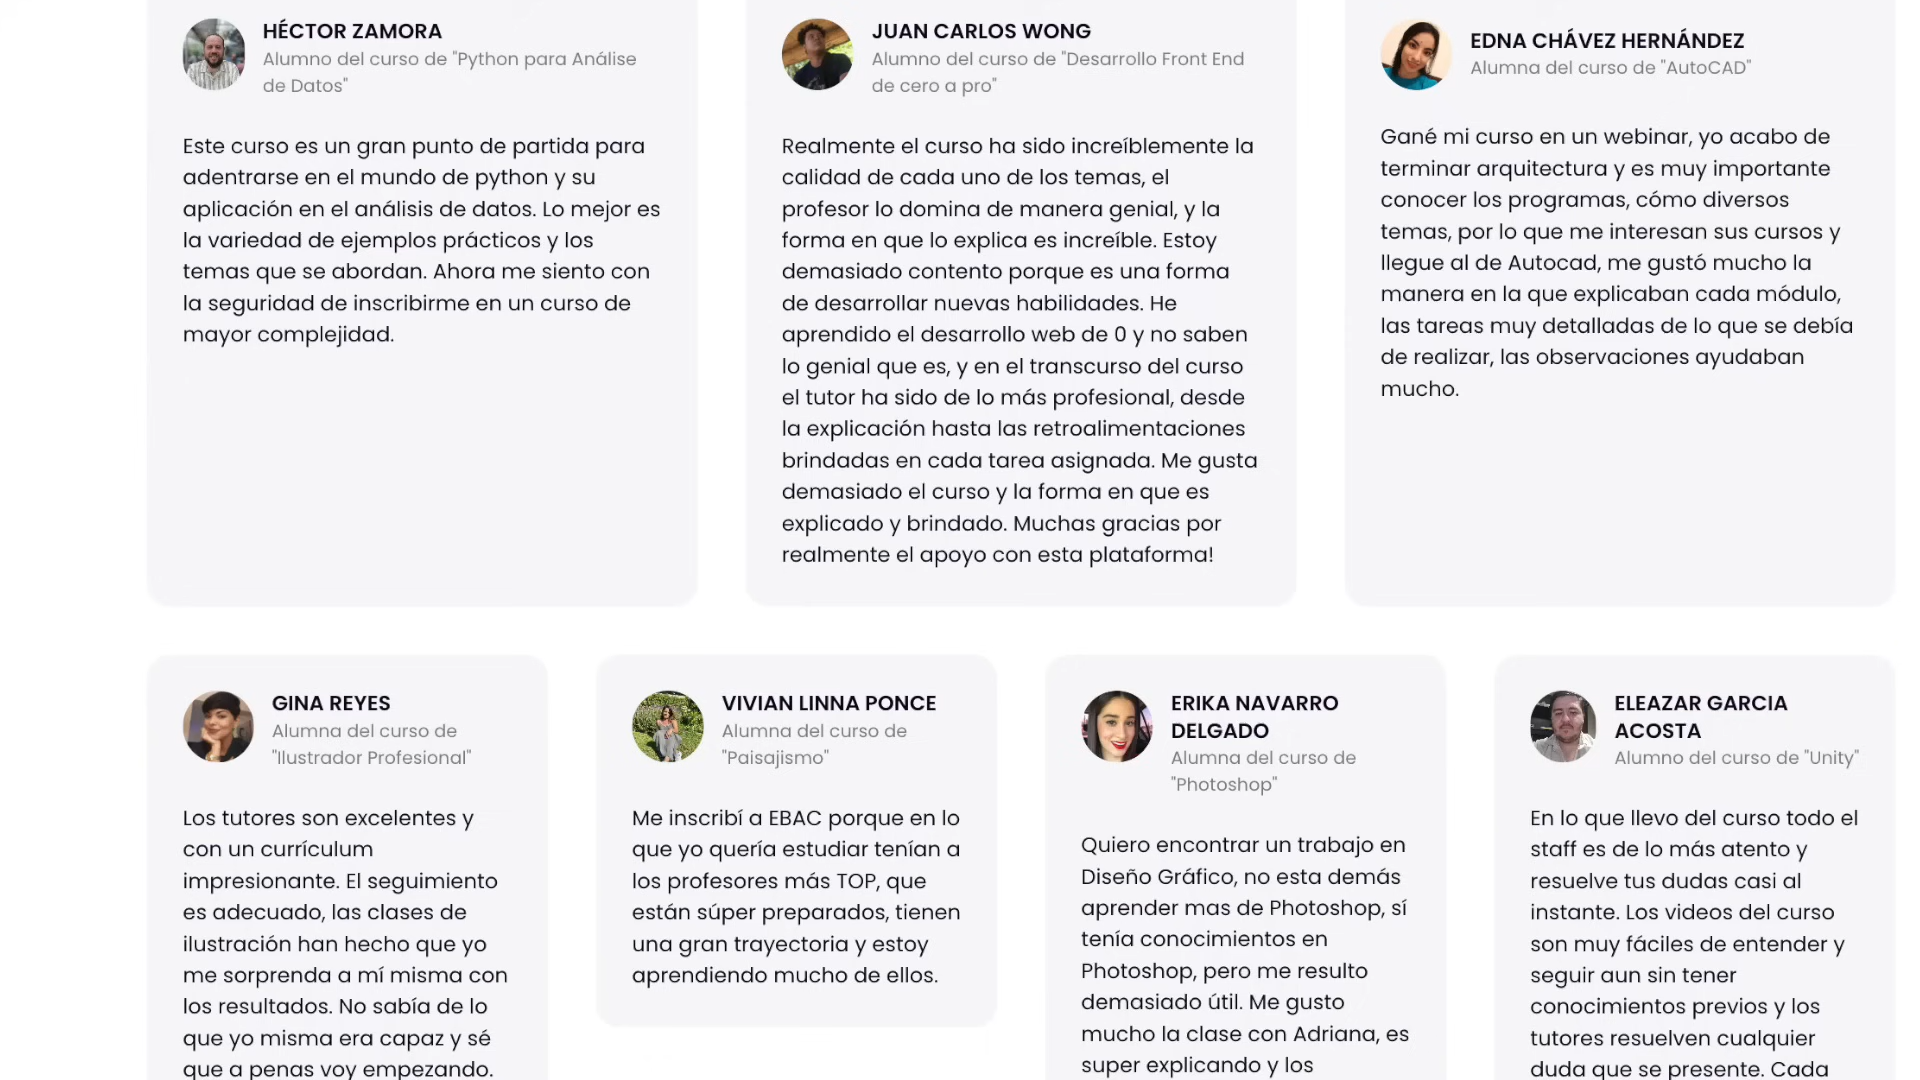 HÉCTOR ZAMORA
Alumno del curso de "Python para Análise
de Datos"
Este curso es un gran punto de partida para
adentrarse en el mundo de python y su
aplicación en el análisis de datos. Lo mejor es
la variedad de ejemplos prácticos y los
temas que se abordan. Ahora me siento con
la seguridad de inscribirme en un curso de
mayor complejidad.
JUAN CARLOS WONG
Alumno del curso de "Desarrollo Front End
de cero a pro"
Realmente el curso ha sido increíblemente la
calidad de cada uno de los temas, el
profesor lo domina de manera genial, y la
forma en que lo explica es increíble. Estoy
demasiado contento porque es una forma
de desarrollar nuevas habilidades. He
aprendido el desarrollo web de 0 y no saben
lo genial que es, y en el transcurso del curso
el tutor ha sido de lo más profesional, desde
la explicación hasta las retroalimentaciones
brindadas en cada tarea asignada. Me gusta
demasiado el curso y la forma en que es
explicado y brindado. Muchas gracias por
realmente el apoyo con esta plataforma!
EDNA CHÁVEZ HERNÁNDEZ
Alumna del curso de "AutoCAD"
Gané mi curso en un webinar, yo acabo de
terminar arquitectura y es muy importante
conocer los programas, cómo diversos
temas, por lo que me interesan sus cursos y
llegue al de Autocad, me gustó mucho la
manera en la que explicaban cada módulo,
las tareas muy detalladas de lo que se debía
de realizar, las observaciones ayudaban
mucho.
GINA REYES
Alumna del curso de
"Ilustrador Profesional"
Los tutores son excelentes y
con un currículum
impresionante. El seguimiento
es adecuado, las clases de
ilustración han hecho que yo
me sorprenda a mí misma con
los resultados. No sabía de lo
que yo misma era capaz y sé
que a penas voy empezando.
VIVIAN LINNA PONCE
Alumna del curso de
"Paisajismo"
Me inscribí a EBAC porque en lo
que yo quería estudiar tenían a
los profesores más TOP, que
están súper preparados, tienen
una gran trayectoria y estoy
aprendiendo mucho de ellos.
ERIKA NAVARRO
DELGADO
Alumna del curso de
"Photoshop"
Quiero encontrar un trabajo en
Diseño Gráfico, no esta demás
aprender mas de Photoshop, sí
tenía conocimientos en
Photoshop, pero me resulto
demasiado útil. Me gusto
mucho la clase con Adriana, es
super explicando y los
ELEAZAR GARCIA
ACOSTA
Alumno del curso de "Unity"
En lo que llevo del curso todo el
staff es de lo más atento y
resuelve tus dudas casi al
instante. Los videos del curso
son muy fáciles de entender y
seguir aun sin tener
conocimientos previos y los
tutores resuelven cualquier
duda que se presente. Cada